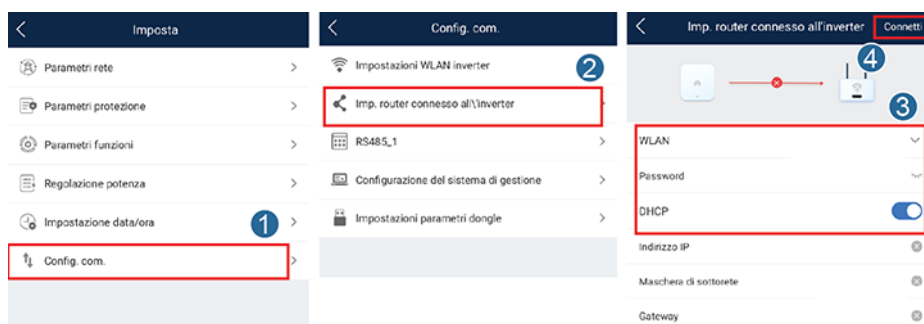 Imposta
Parametri rete
Parametri protezione
Parametri funzioni
Regolazione potenza
Impostazione data/ora
1
Config. com.
Config. com.
Impostazioni WLAN inverter
2
Imp. router connesso all\'inverter
RS485_1
Configurazione del sistema di gestione
Impostazioni parametri dongle
Imp. router connesso all'inverter
Connetti
4
3
WLAN
Password
DHCP
Indirizzo IP
Maschera di sottorete
Gateway